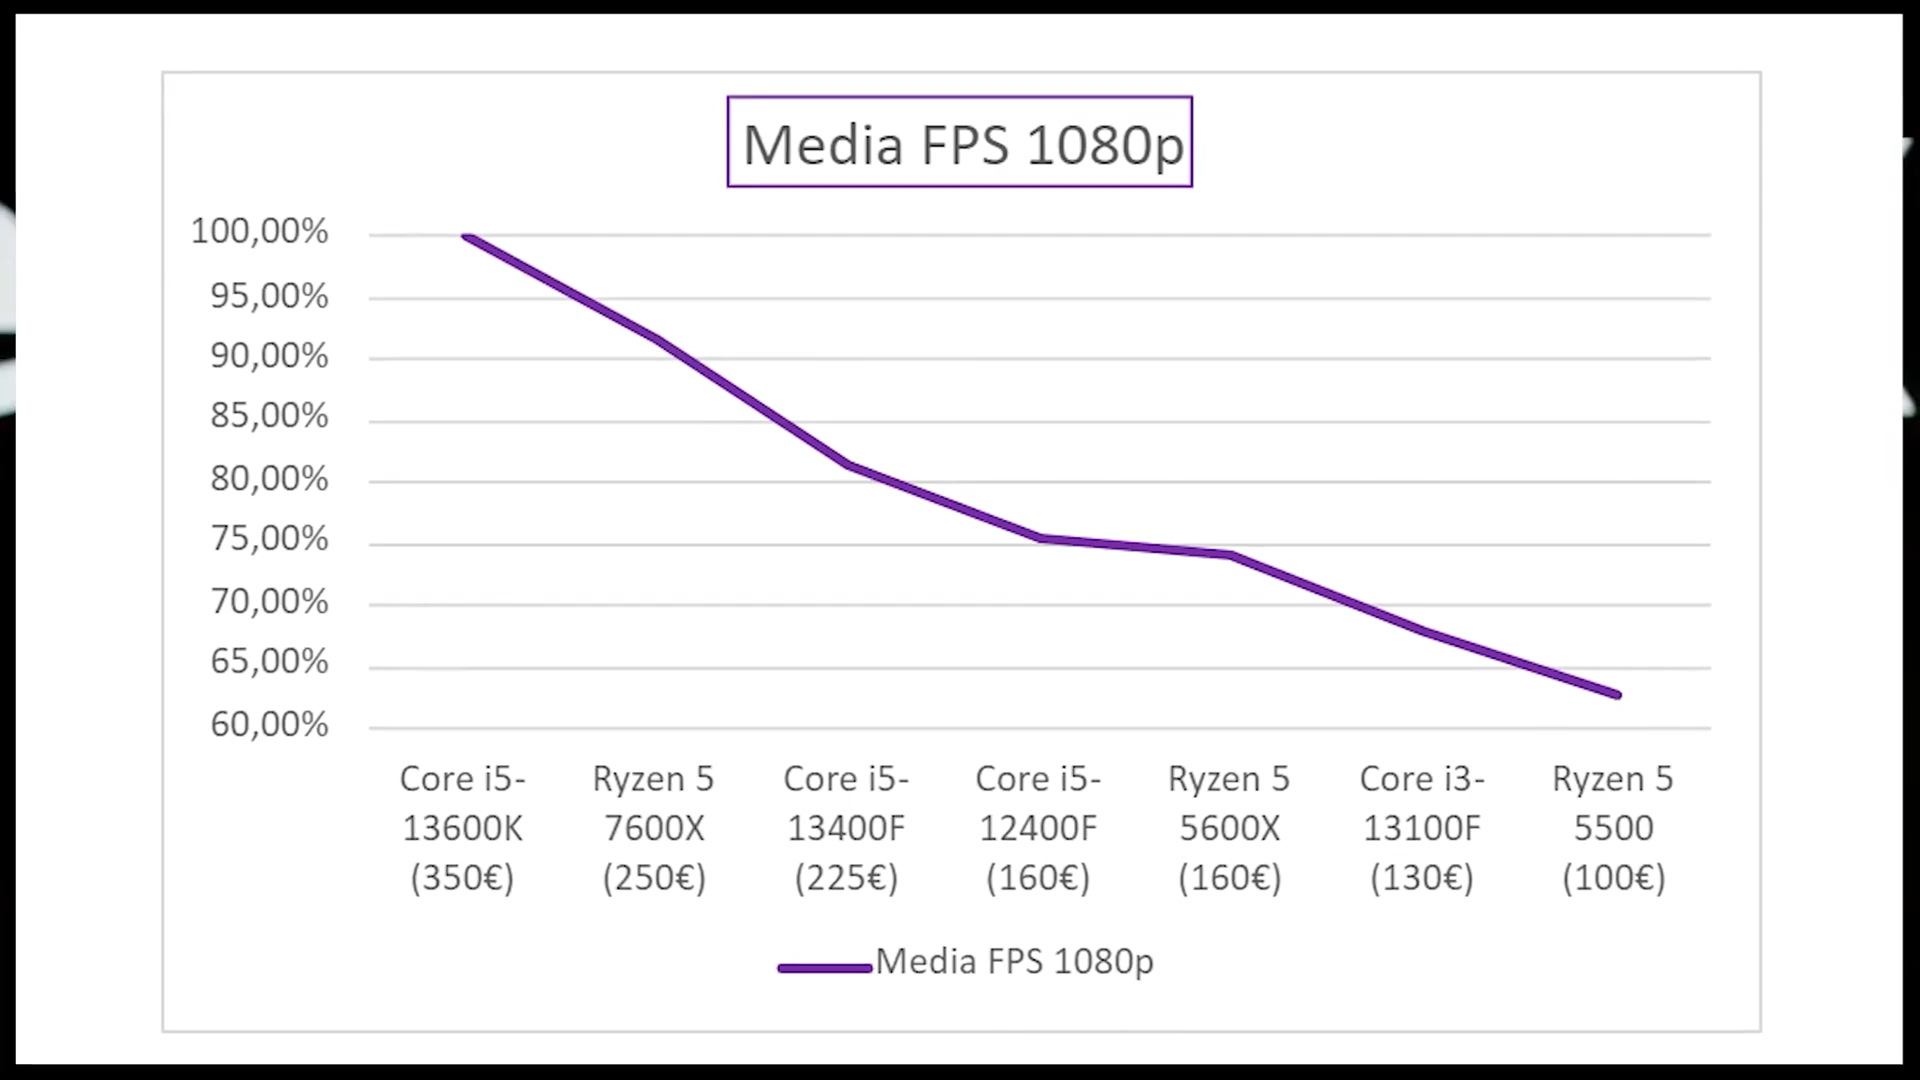 Media FPS 1080p
100,00%
95,00%
90,00%
85,00%
80,00%
75,00%
70,00%
65,00%
60,00%
Core i5-
13600K
(350€)
Ryzen 5
7600X
(250€)
Core i5-
13400F
(225€)
Core i5-
12400F
(160€)
Ryzen 5
5600X
(160€)
Core i3-
13100F
(130€)
Ryzen 5
5500
(100€)
Media FPS 1080p